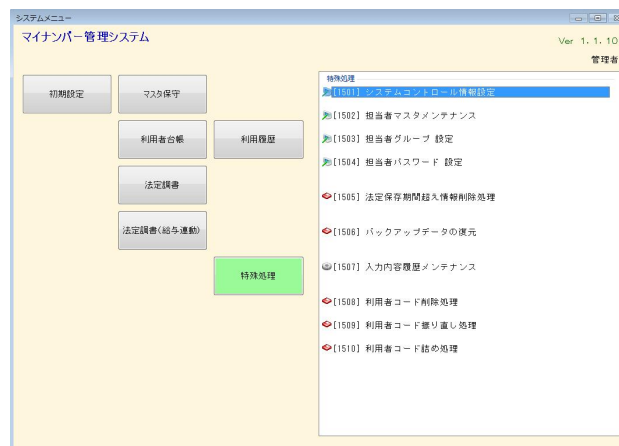 システムメニュー
マイナンバー管理システム
Ver 1.1.10
管理者
初期設定
マスタ保守
利用者台帳
利用履歴
法定調書
法定調書(給与連動)
特殊処理
特殊処理
[1501] システムコントロール情報設定
[1502] 担当者マスタメンテナンス
[1503] 担当者グループ 設定
[1504] 担当者パスワード 設定
[1505] 法定保存期間超え情報削除処理
[1506] バックアップデータの復元
[1507] 入力内容履歴メンテナンス
[1508] 利用者コード削除処理
[1509] 利用者コード振り直し処理
[1510] 利用者コード詰め処理